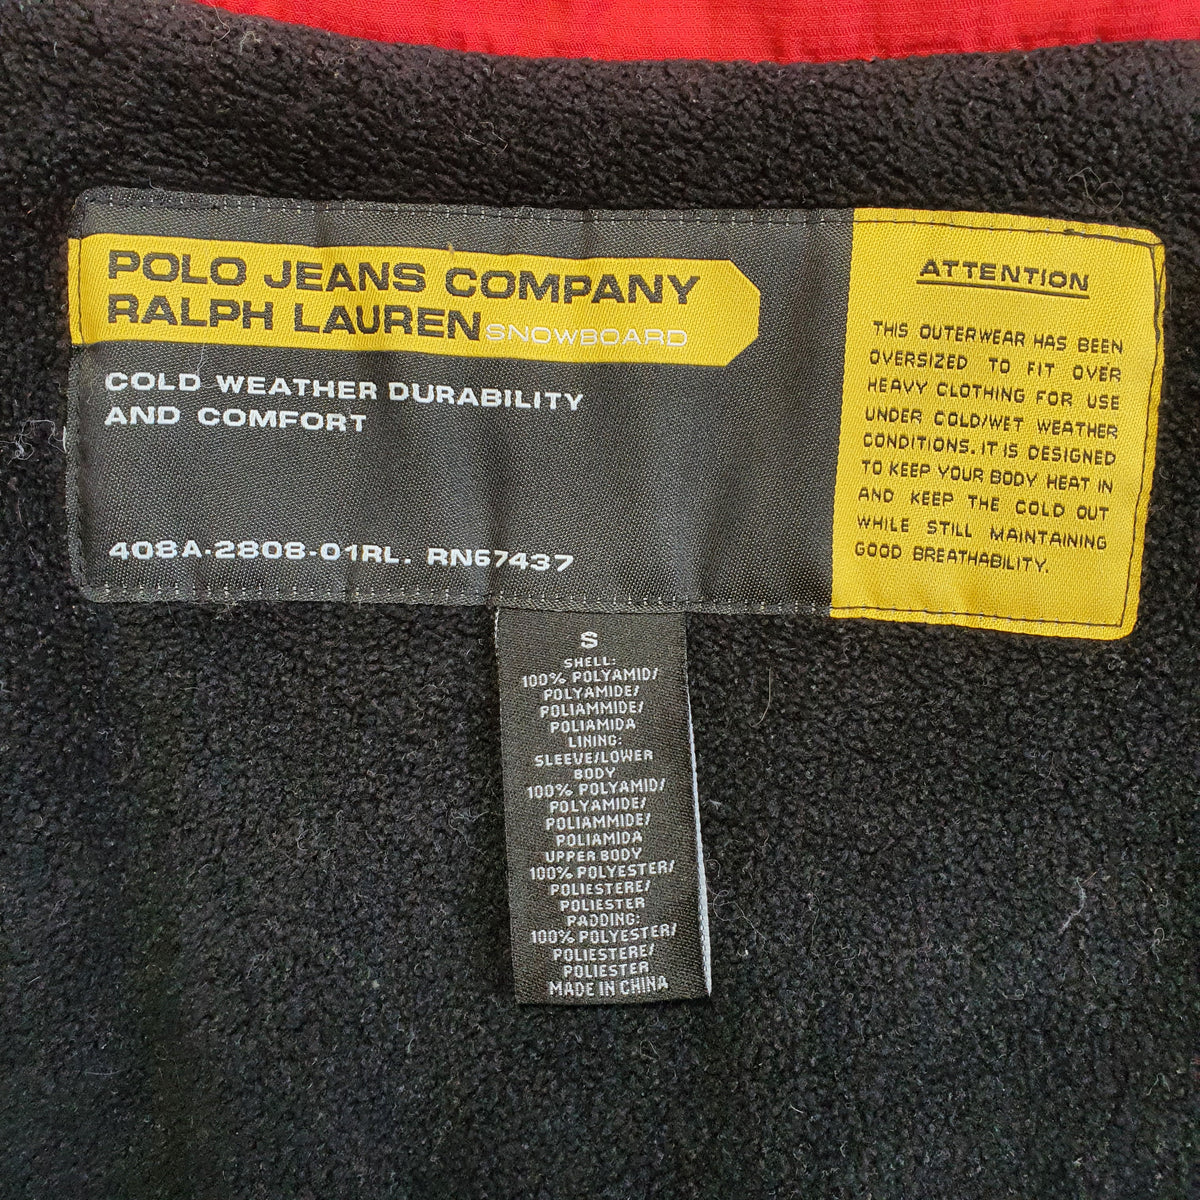 POLO JEANS COMPANY
RALPH LAUREN SNOWBOARD
COLD WEATHER DURABILITY
AND COMFORT
408A-2808-01RL. RN67437
ATTENTION
THIS OUTERWEAR HAS BEEN
OVERSIZED TO FIT OVER
HEAVY CLOTHING FOR USE
UNDER COLD/WET WEATHER
CONDITIONS. IT IS DESIGNED
TO KEEP YOUR BODY HEAT IN
AND KEEP THE COLD OUT
WHILE STILL MAINTAINING
GOOD BREATHABILITY.
S
SHELL:
100% POLYAMID/
POLYAMIDE/
POLIAMMIDE/
POLIAMIDA
LINING:
SLEEVE/LOWER
BODY
100% POLYAMID/
POLYAMIDE/
POLIAMMIDE/
POLIAMIDA
UPPER BODY
100% POLYESTER/
POLIESTERE/
POLIESTER
PADDING:
100% POLYESTER/
POLIESTERE/
POLIESTER
MADE IN CHINA